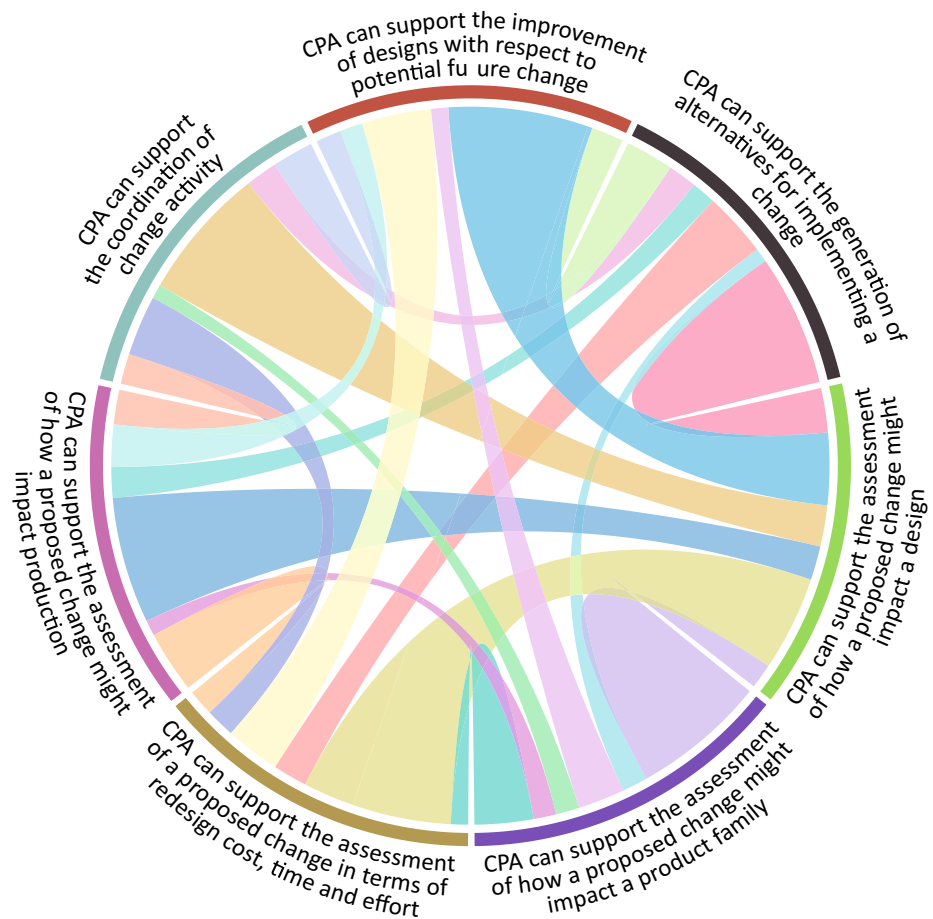 CPA can support the improvement
of designs with respect to
potential fu ure change
CPA can support the generation of
alternatives for implementing a
change
CPA can support the assessment
of how a proposed change might
impact a design
CPA can support the assessment
of how a proposed change might
impact a product family
CPA can support the assessment
of a proposed change in terms of
redesign cost, time and effort
CPA can support the assessment
of how a proposed change might
impact production
CPA can support
the coordination of
change activity